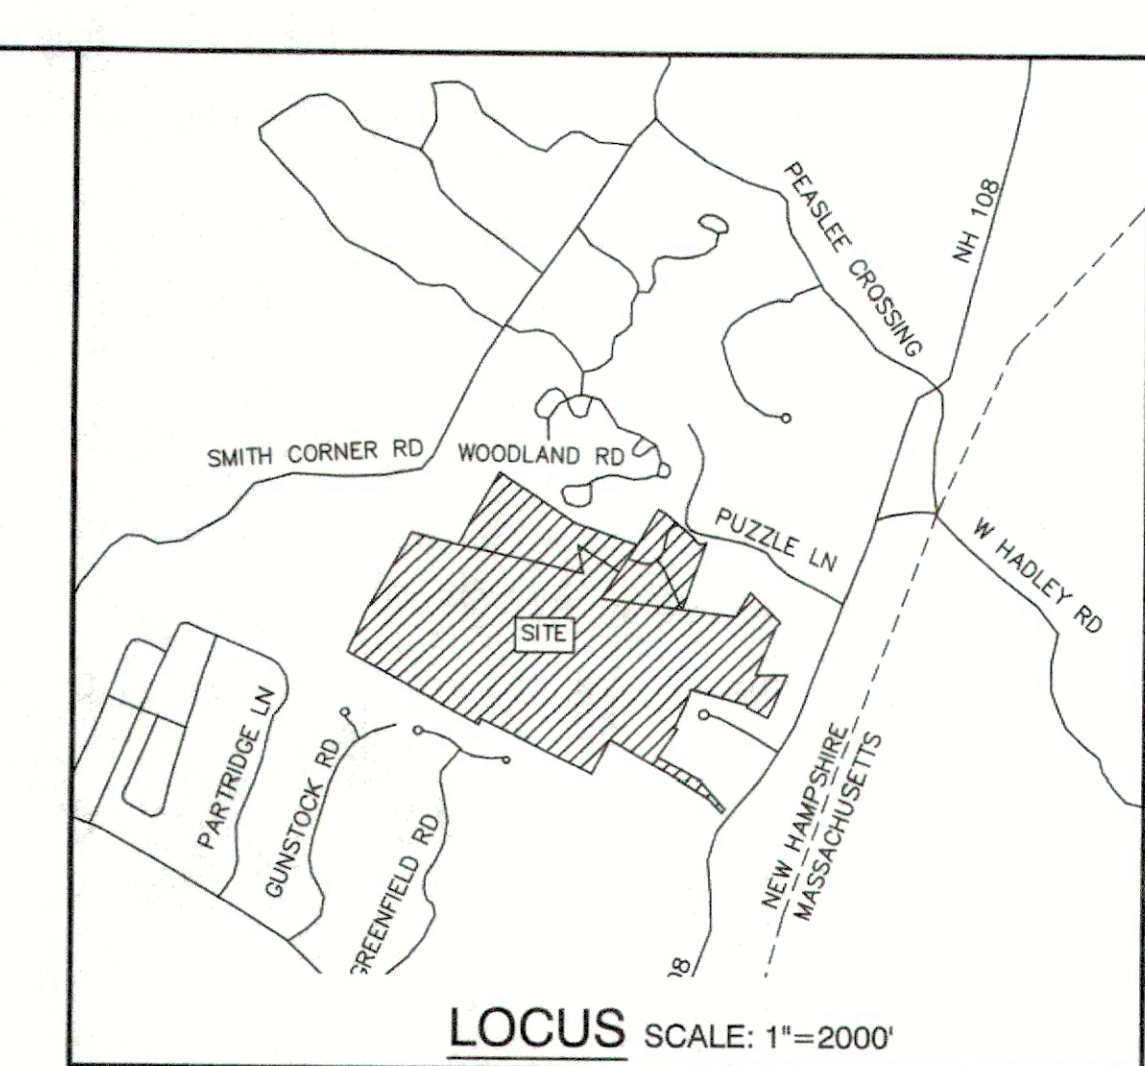 PEASLEE CROSSING
NH 108
SMITH CORNER RD
WOODLAND RD
PUZZLE LN
W HADLEY RD
SITE
PARTRIDGE LN
GUNSTOCK RD
GREENFIELD RD
NEW HAMPSHIRE
MASSACHUSETTS
08
LOCUS SCALE: 1"=2000'